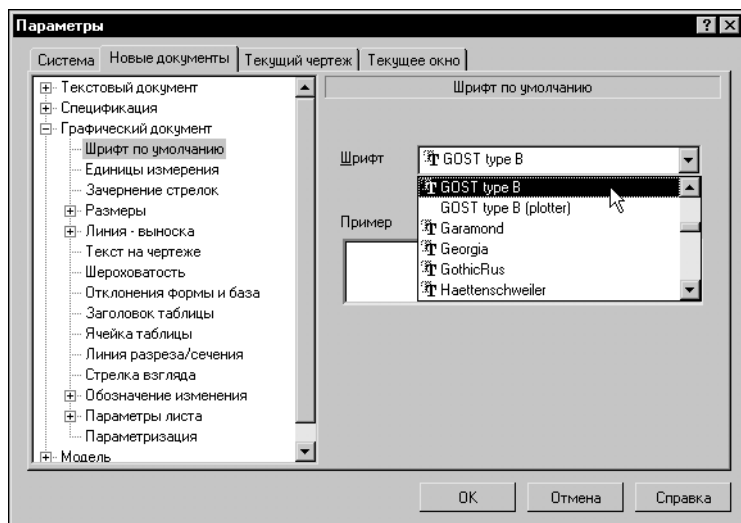 Параметры
Система Новые документы Текущий чертеж Текущее окно
Текстовый документ
Спецификация
Графический документ
Шрифт по умолчанию
Единицы измерения
Зачернение стрелок
Размеры
Линия - выноска
Текст на чертеже
Шероховатость
Отклонения формы и база
Заголовок таблицы
Ячейка таблицы
Линия разреза/сечения
Стрелка взгляда
Обозначение изменения
Параметры листа
Параметризация
Модель
Шрифт по умолчанию
Шрифт GOST type B
GOST type B
GOST type B (plotter)
Garamond
Georgia
GothicRus
Haettenschweiler
Пример
OK Отмена Справка